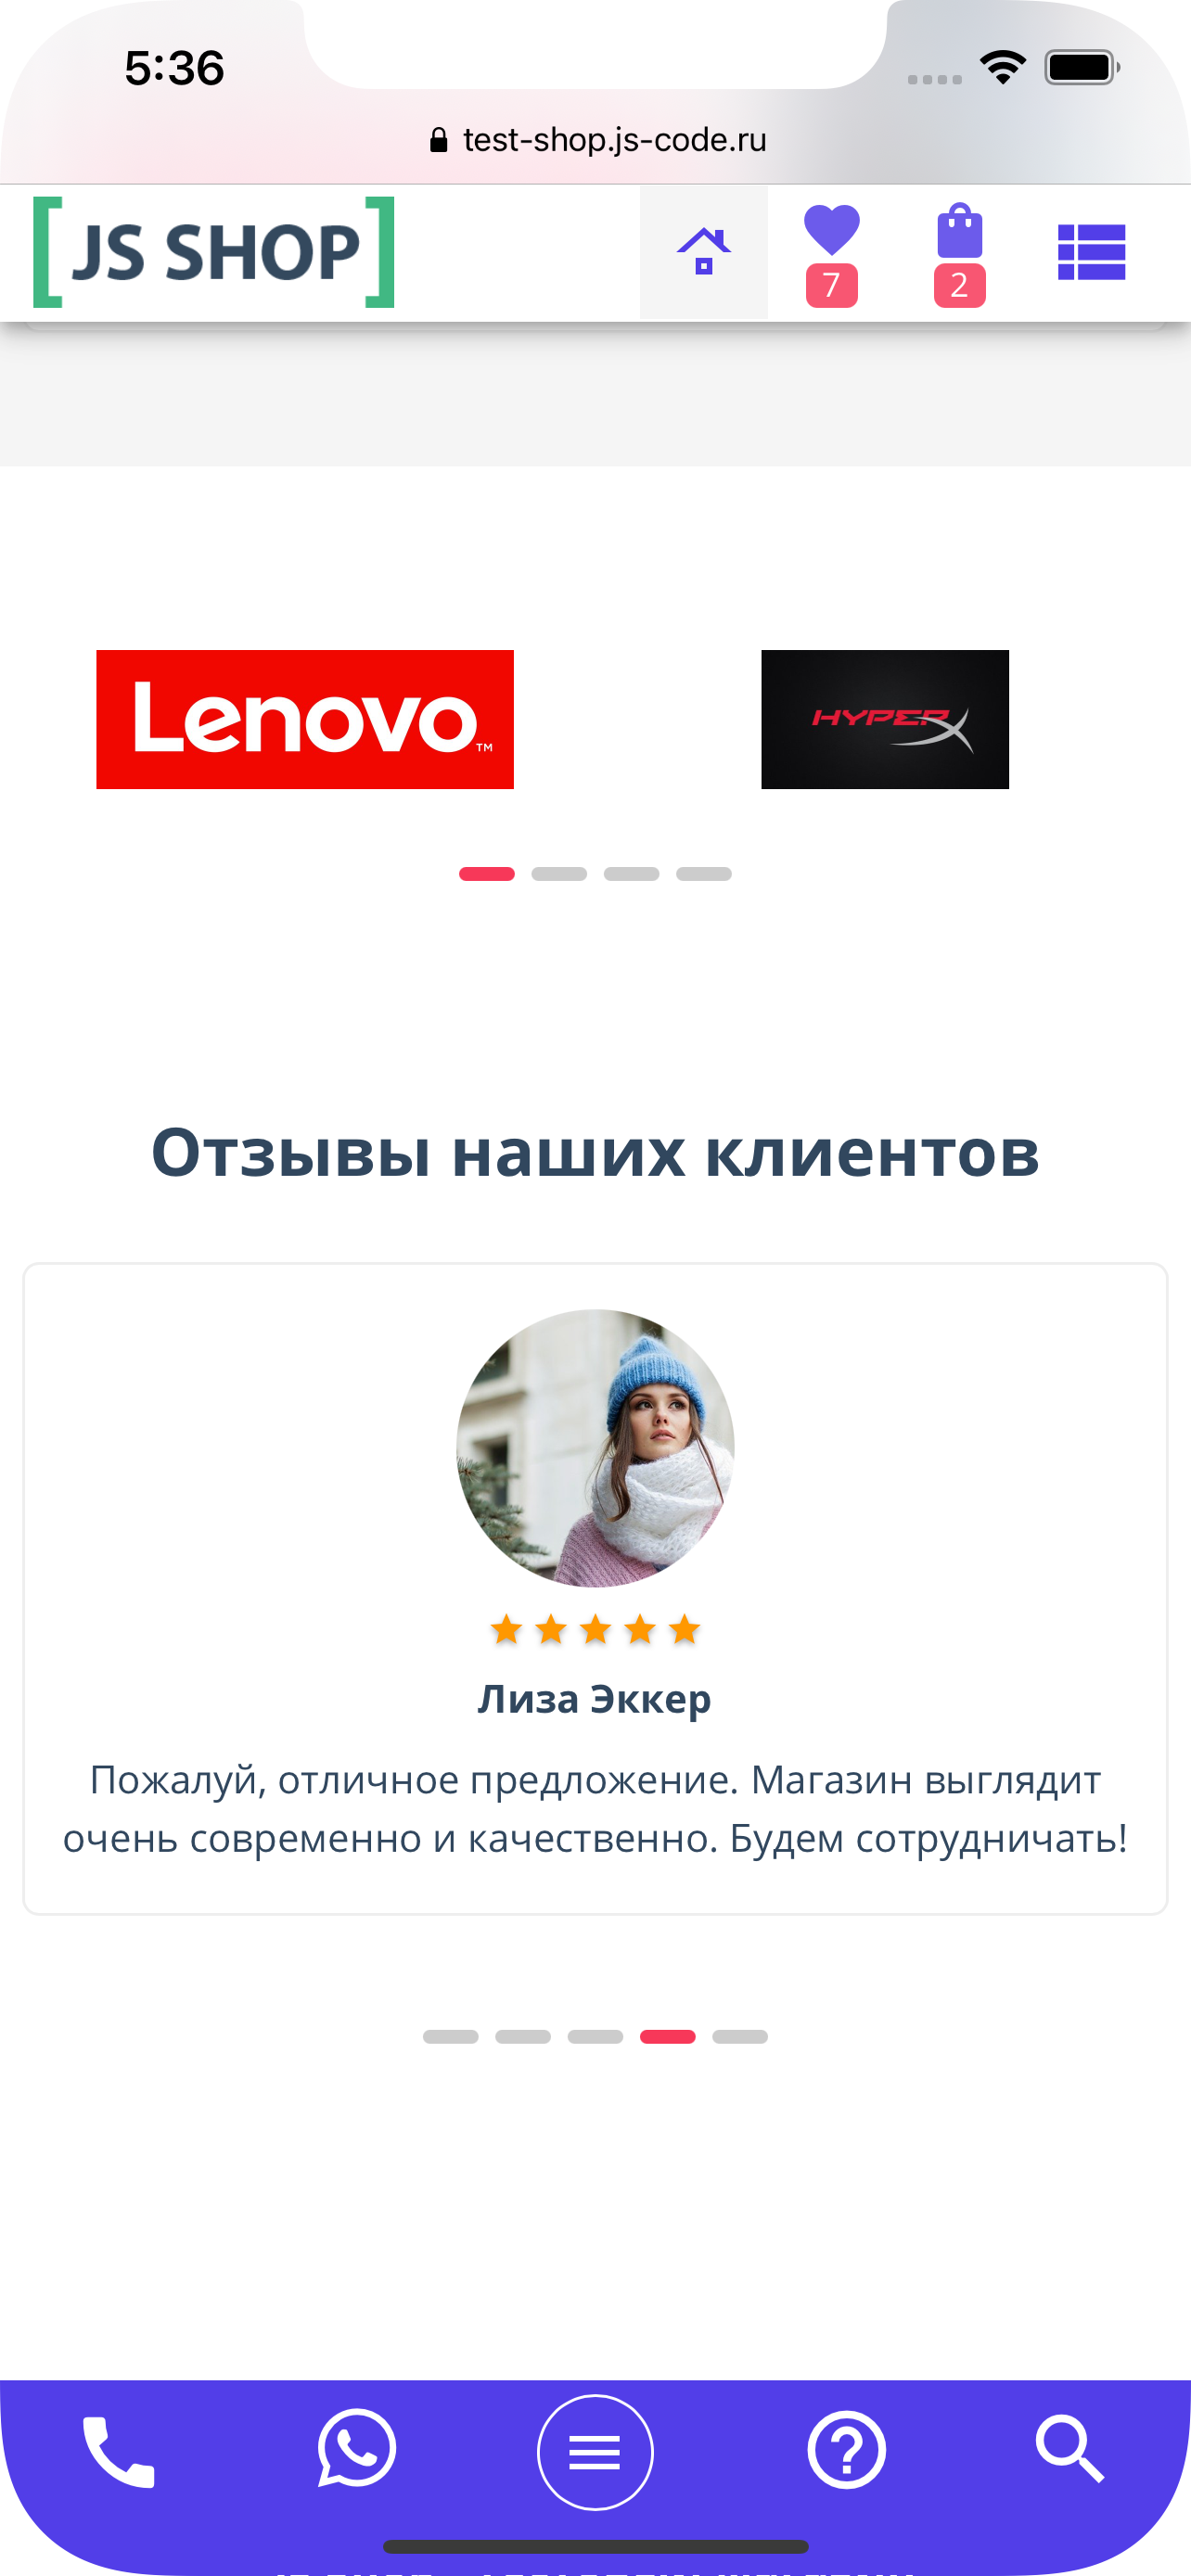 5:36
test-shop.js-code.ru
[JS SHOP]
7
2
Lenovo™
HYPERX
Отзывы наших клиентов
Лиза Эккер
Пожалуй, отличное предложение. Магазин выглядит
очень современно и качественно. Будем сотрудничать!